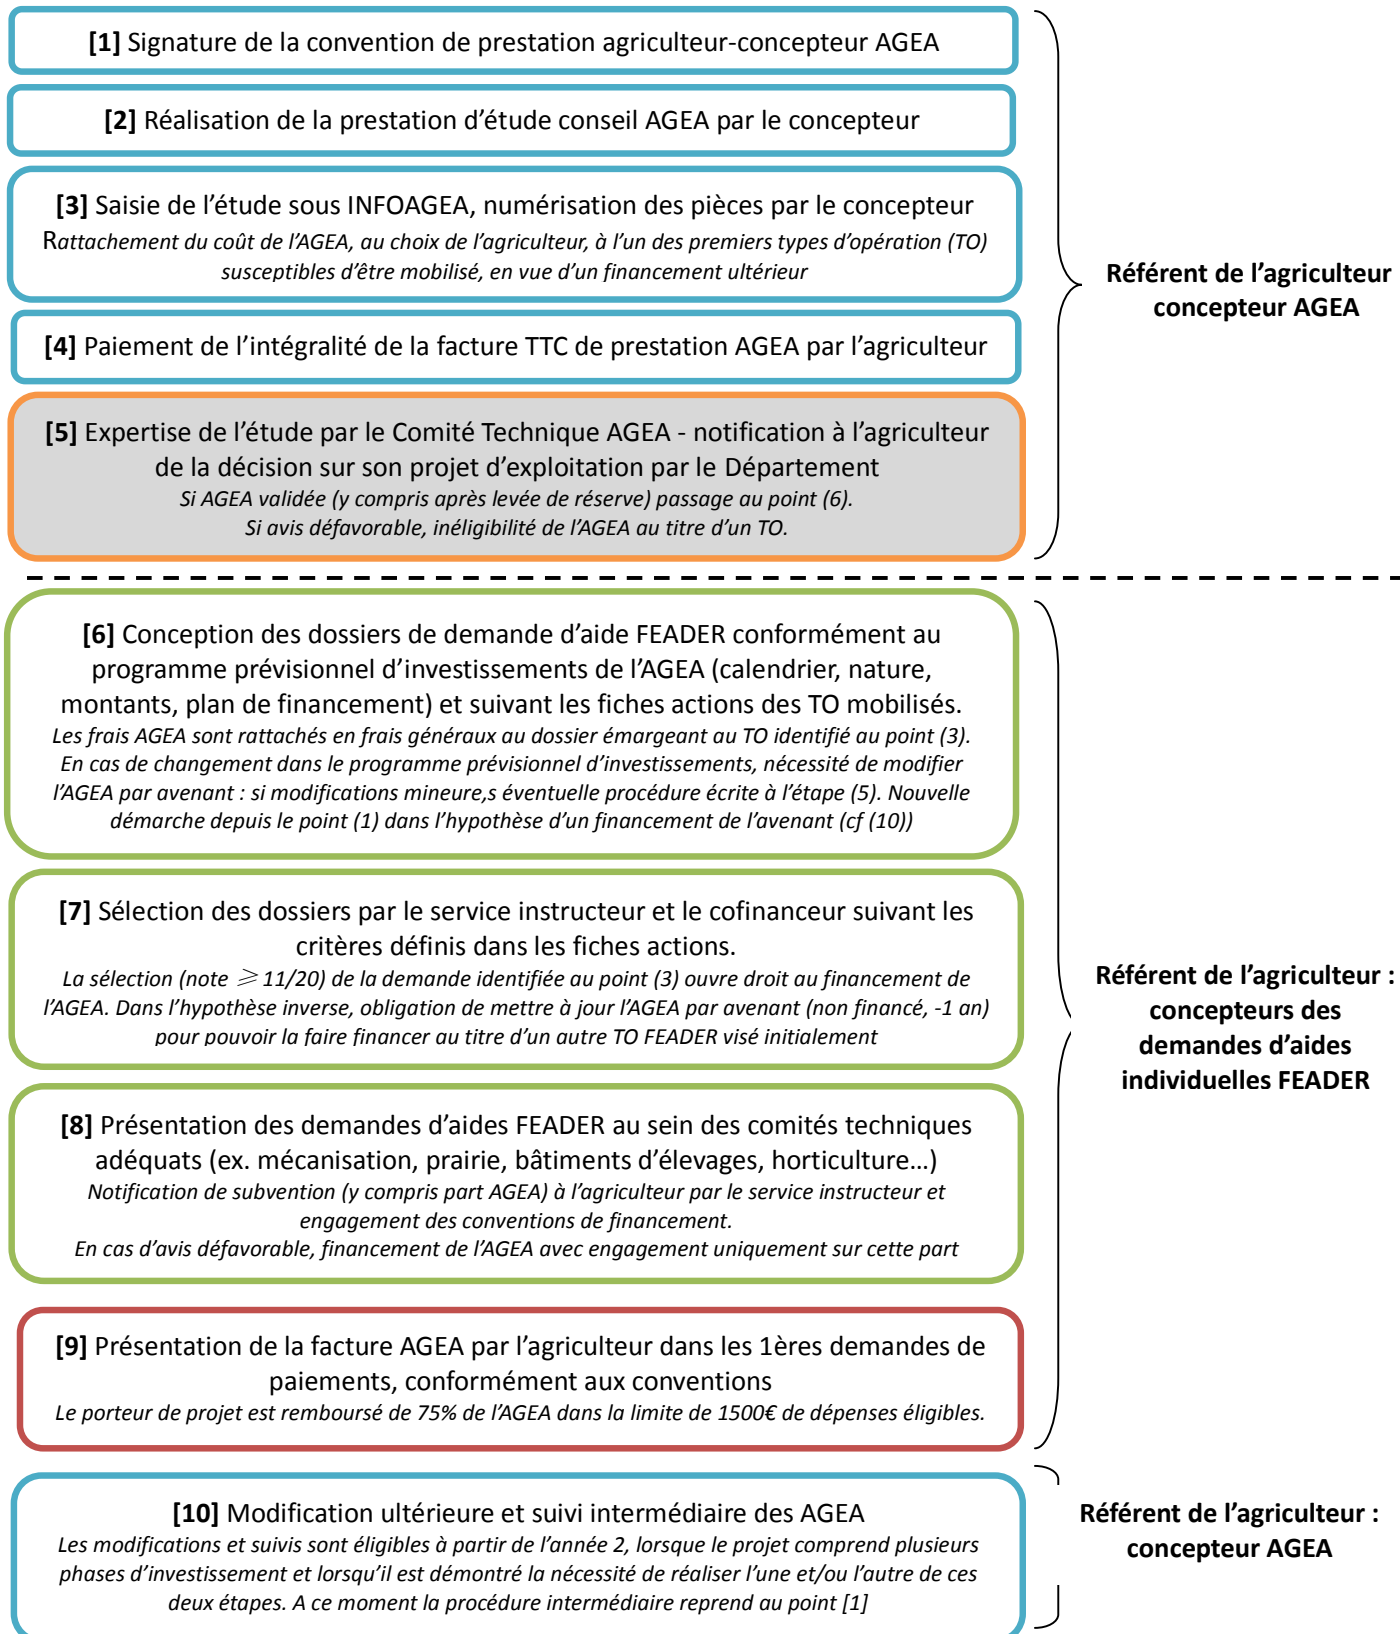 [1] Signature de la convention de prestation agriculteur-concepteur AGEA
[2] Réalisation de la prestation d’étude conseil AGEA par le concepteur
[3] Saisie de l’étude sous INFOAGEA, numérisation des pièces par le concepteur
Rattachement du coût de l’AGEA, au choix de l’agriculteur, à l’un des premiers types d’opération (TO)
susceptibles d’être mobilisé, en vue d’un financement ultérieur
[4] Paiement de l’intégralité de la facture TTC de prestation AGEA par l’agriculteur
[5] Expertise de l’étude par le Comité Technique AGEA - notification à l’agriculteur
de la décision sur son projet d’exploitation par le Département
Si AGEA validée (y compris après levée de réserve) passage au point (6).
Si avis défavorable, inéligibilité de l’AGEA au titre d’un TO.
Référent de l’agriculteur
concepteur AGEA
[6] Conception des dossiers de demande d’aide FEADER conformément au
programme prévisionnel d’investissements de l’AGEA (calendrier, nature,
montants, plan de financement) et suivant les fiches actions des TO mobilisés.
Les frais AGEA sont rattachés en frais généraux au dossier émargeant au TO identifié au point (3).
En cas de changement dans le programme prévisionnel d’investissements, nécessité de modifier
l’AGEA par avenant : si modifications mineure,s éventuelle procédure écrite à l’étape (5). Nouvelle
démarche depuis le point (1) dans l’hypothèse d’un financement de l’avenant (cf (10))
[7] Sélection des dossiers par le service instructeur et le cofinanceur suivant les
critères définis dans les fiches actions.
La sélection (note ⩾ 11/20) de la demande identifiée au point (3) ouvre droit au financement de
l’AGEA. Dans l’hypothèse inverse, obligation de mettre à jour l’AGEA par avenant (non financé, -1 an)
pour pouvoir la faire financer au titre d’un autre TO FEADER visé initialement
[8] Présentation des demandes d’aides FEADER au sein des comités techniques
adéquats (ex. mécanisation, prairie, bâtiments d’élevages, horticulture…)
Notification de subvention (y compris part AGEA) à l’agriculteur par le service instructeur et
engagement des conventions de financement.
En cas d’avis défavorable, financement de l’AGEA avec engagement uniquement sur cette part
[9] Présentation de la facture AGEA par l’agriculteur dans les 1ères demandes de
paiements, conformément aux conventions
Le porteur de projet est remboursé de 75% de l’AGEA dans la limite de 1500€ de dépenses éligibles.
Référent de l’agriculteur :
concepteurs des
demandes d’aides
individuelles FEADER
[10] Modification ultérieure et suivi intermédiaire des AGEA
Les modifications et suivis sont éligibles à partir de l’année 2, lorsque le projet comprend plusieurs
phases d’investissement et lorsqu’il est démontré la nécessité de réaliser l’une et/ou l’autre de ces
deux étapes. A ce moment la procédure intermédiaire reprend au point [1]
Référent de l’agriculteur :
concepteur AGEA